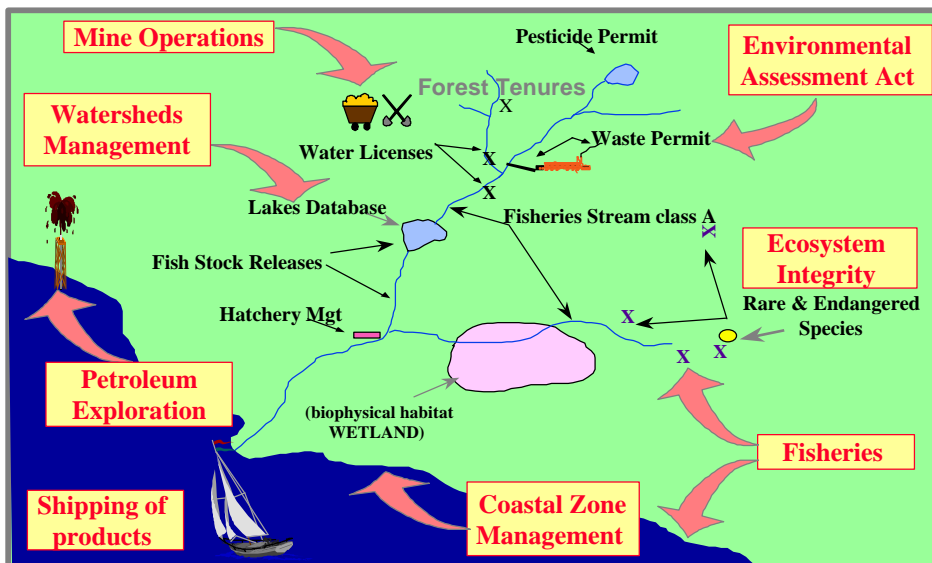 Mine Operations
Pesticide Permit
Environmental
Assessment Act
Forest Tenures
X
Watersheds
Management
Waste Permit
Water Licenses
X
X
Lakes Database
Fisheries Stream class A
X
Fish Stock Releases
Ecosystem
Integrity
Rare & Endangered
Species
Hatchery Mgt
X
X
X
Petroleum
Exploration
(biophysical habitat
WETLAND)
Fisheries
Shipping of
products
Coastal Zone
Management